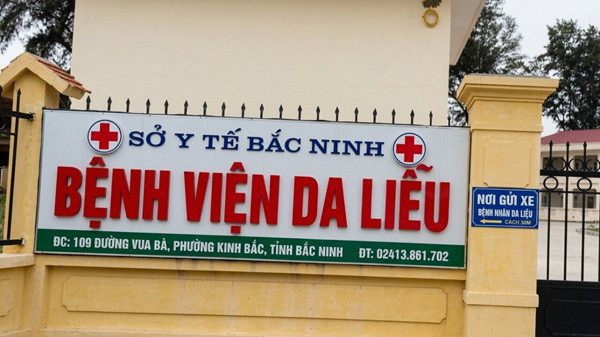 SỞ Y TẾ BẮC NINH
BỆNH VIỆN DA LIỄU
ĐC: 109 ĐƯỜNG VUA BÀ, PHƯỜNG KINH BẮC, TỈNH BẮC NINH ĐT: 02413.861.702
NƠI GỬI XE
BỆNH NHÂN DA LIỄU
CÁCH 30M